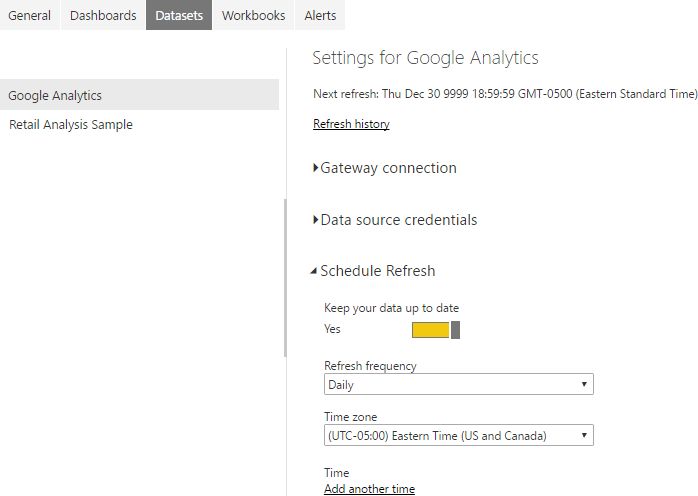 General Dashboards Datasets Workbooks Alerts
Settings for Google Analytics
Google Analytics
Retail Analysis Sample
Next refresh: Thu Dec 30 9999 18:59:59 GMT-0500 (Eastern Standard Time)
Refresh history
Gateway connection
Data source credentials
Schedule Refresh
Keep your data up to date
Yes
Refresh frequency
Daily
Time zone
(UTC-05:00) Eastern Time (US and Canada)
Time
Add another time